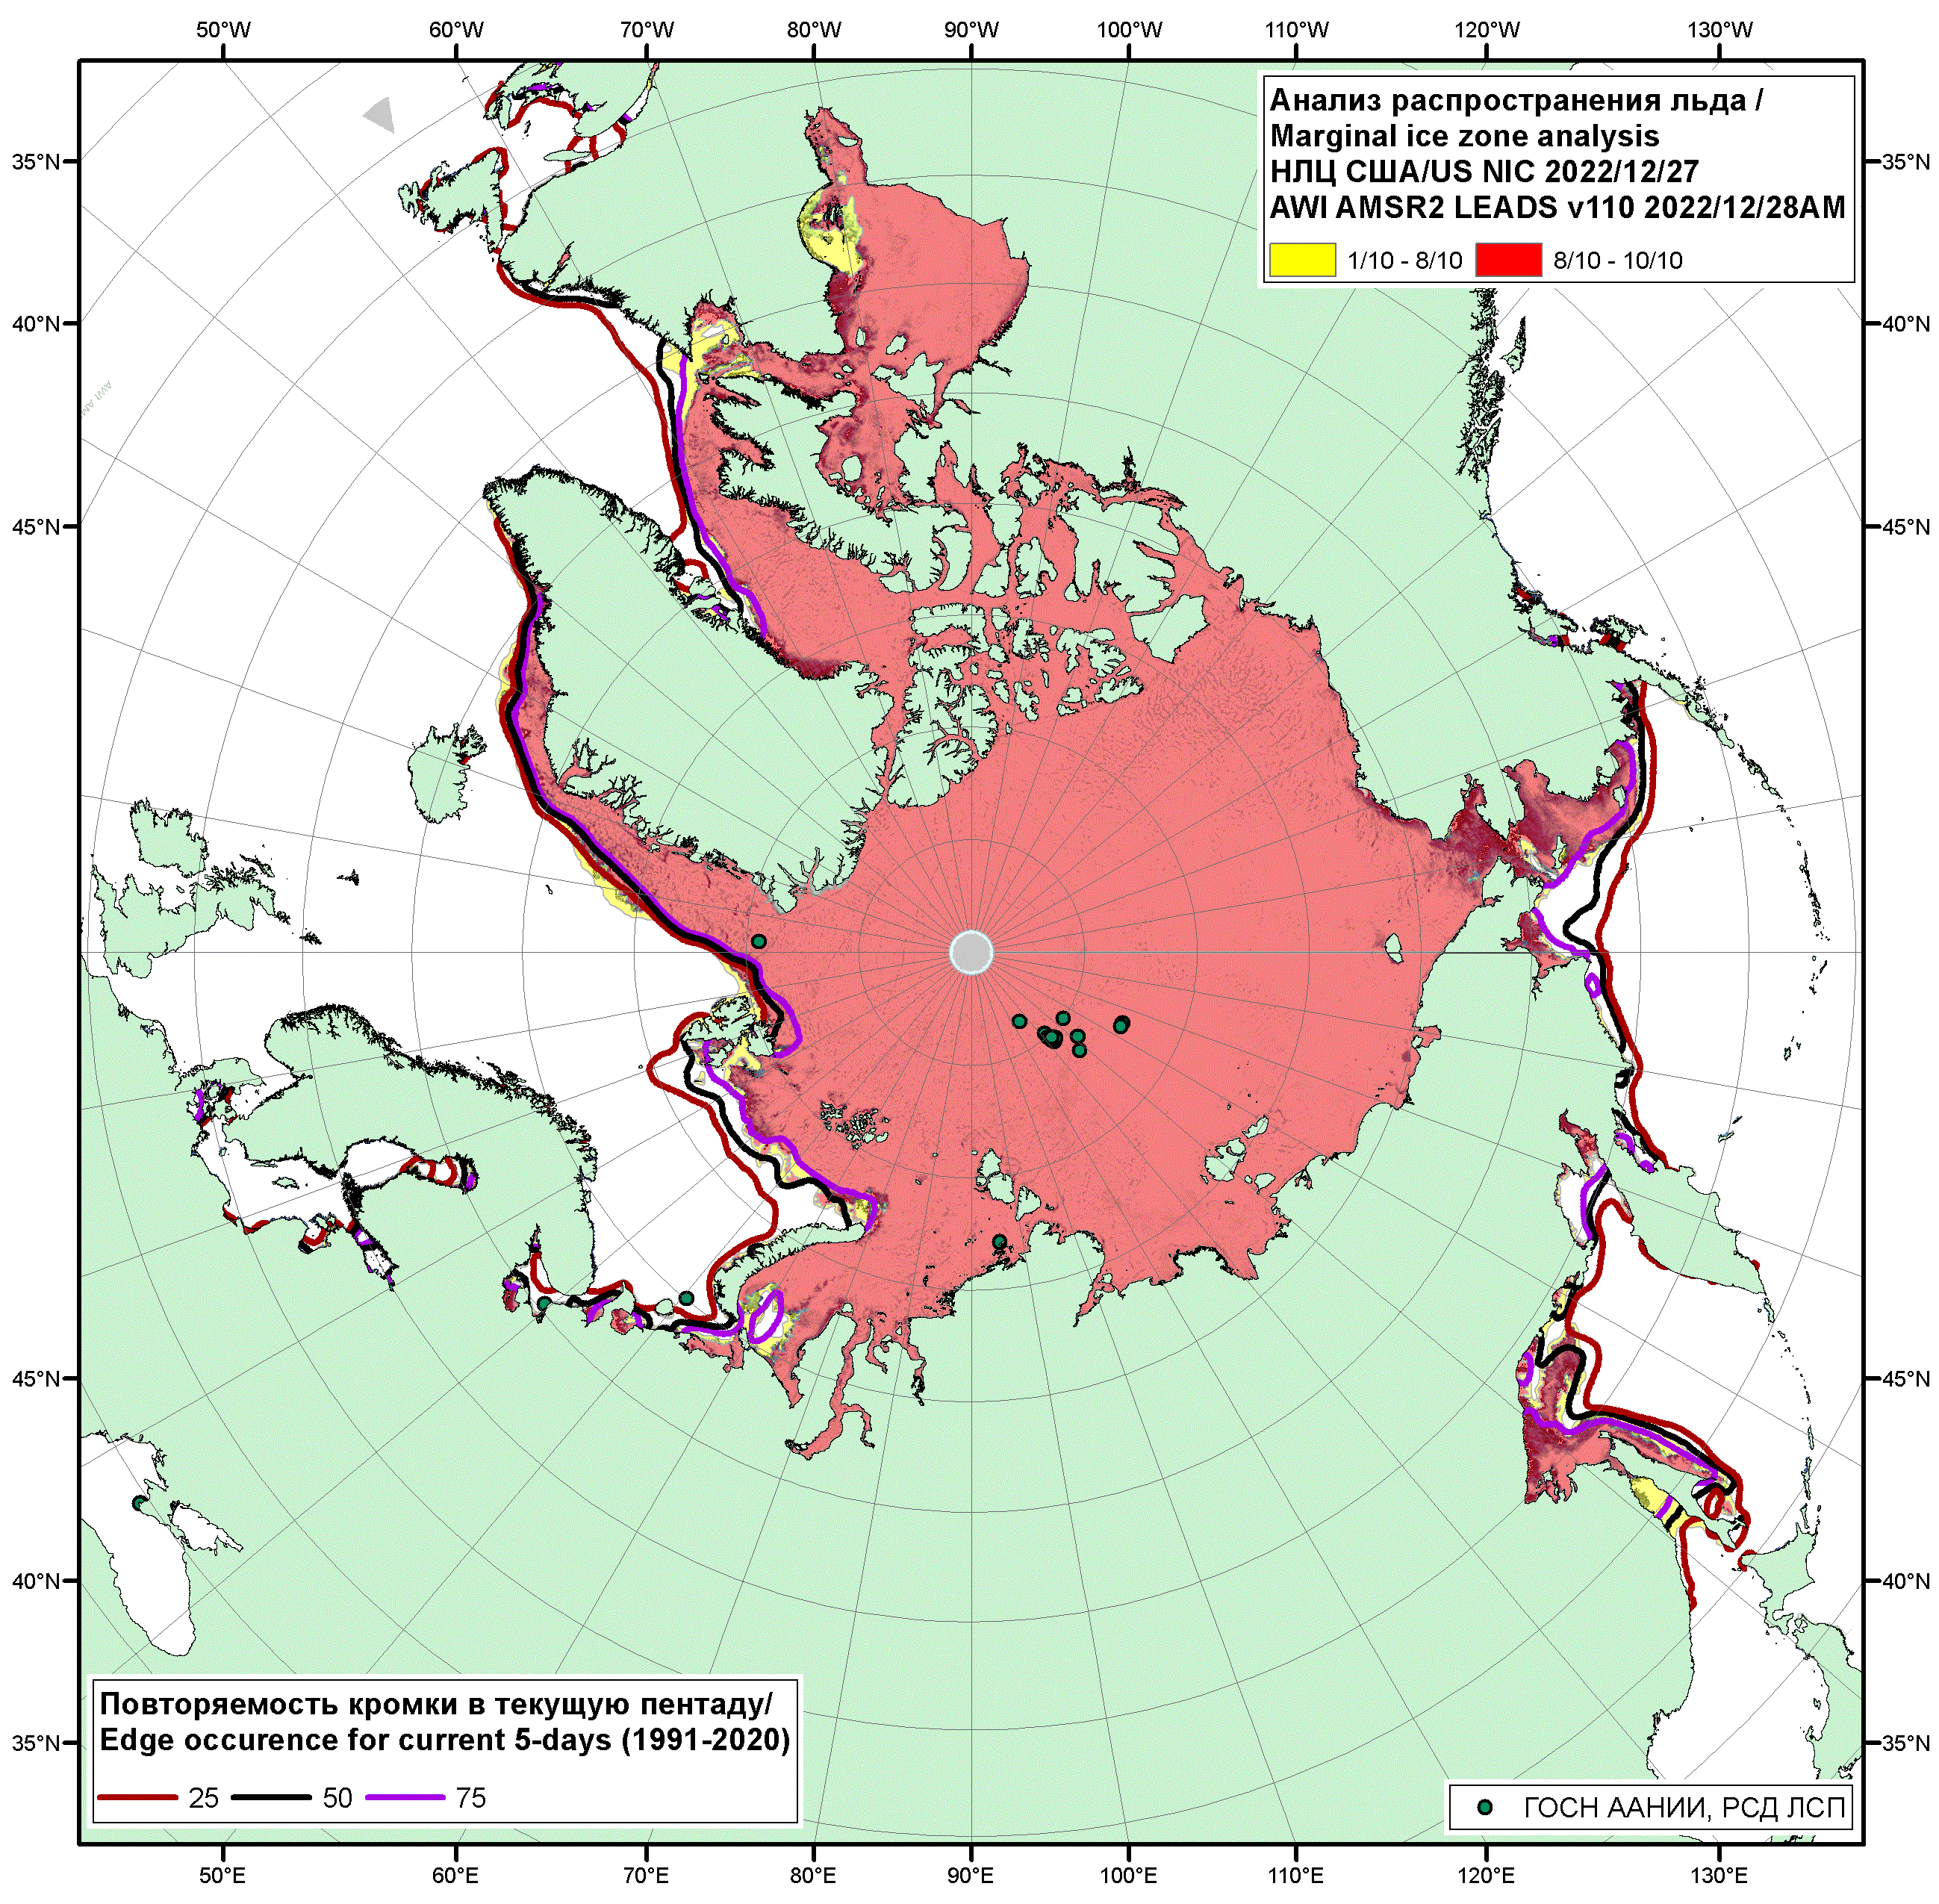 50°W 60°W 70°W 80°W 90°W 100°W 110°W 120°W 130°W
Анализ распространения льда /
Marginal ice zone analysis
НЛЦ США/US NIC 2022/12/27
AWI AMSR2 LEADS v110 2022/12/28AM
1/10 - 8/10 8/10 - 10/10
35°N 35°N
40°N 40°N
AWI AM
45°N 45°N
45°N 45°N
40°N 40°N
35°N 35°N
Повторяемость кромки в текущую пентаду/
Edge occurence for current 5-days (1991-2020)
25 50 75
ГОСН ААНИИ, РСД ЛСП
50°E 60°E 70°E 80°E 90°E 100°E 110°E 120°E 130°E